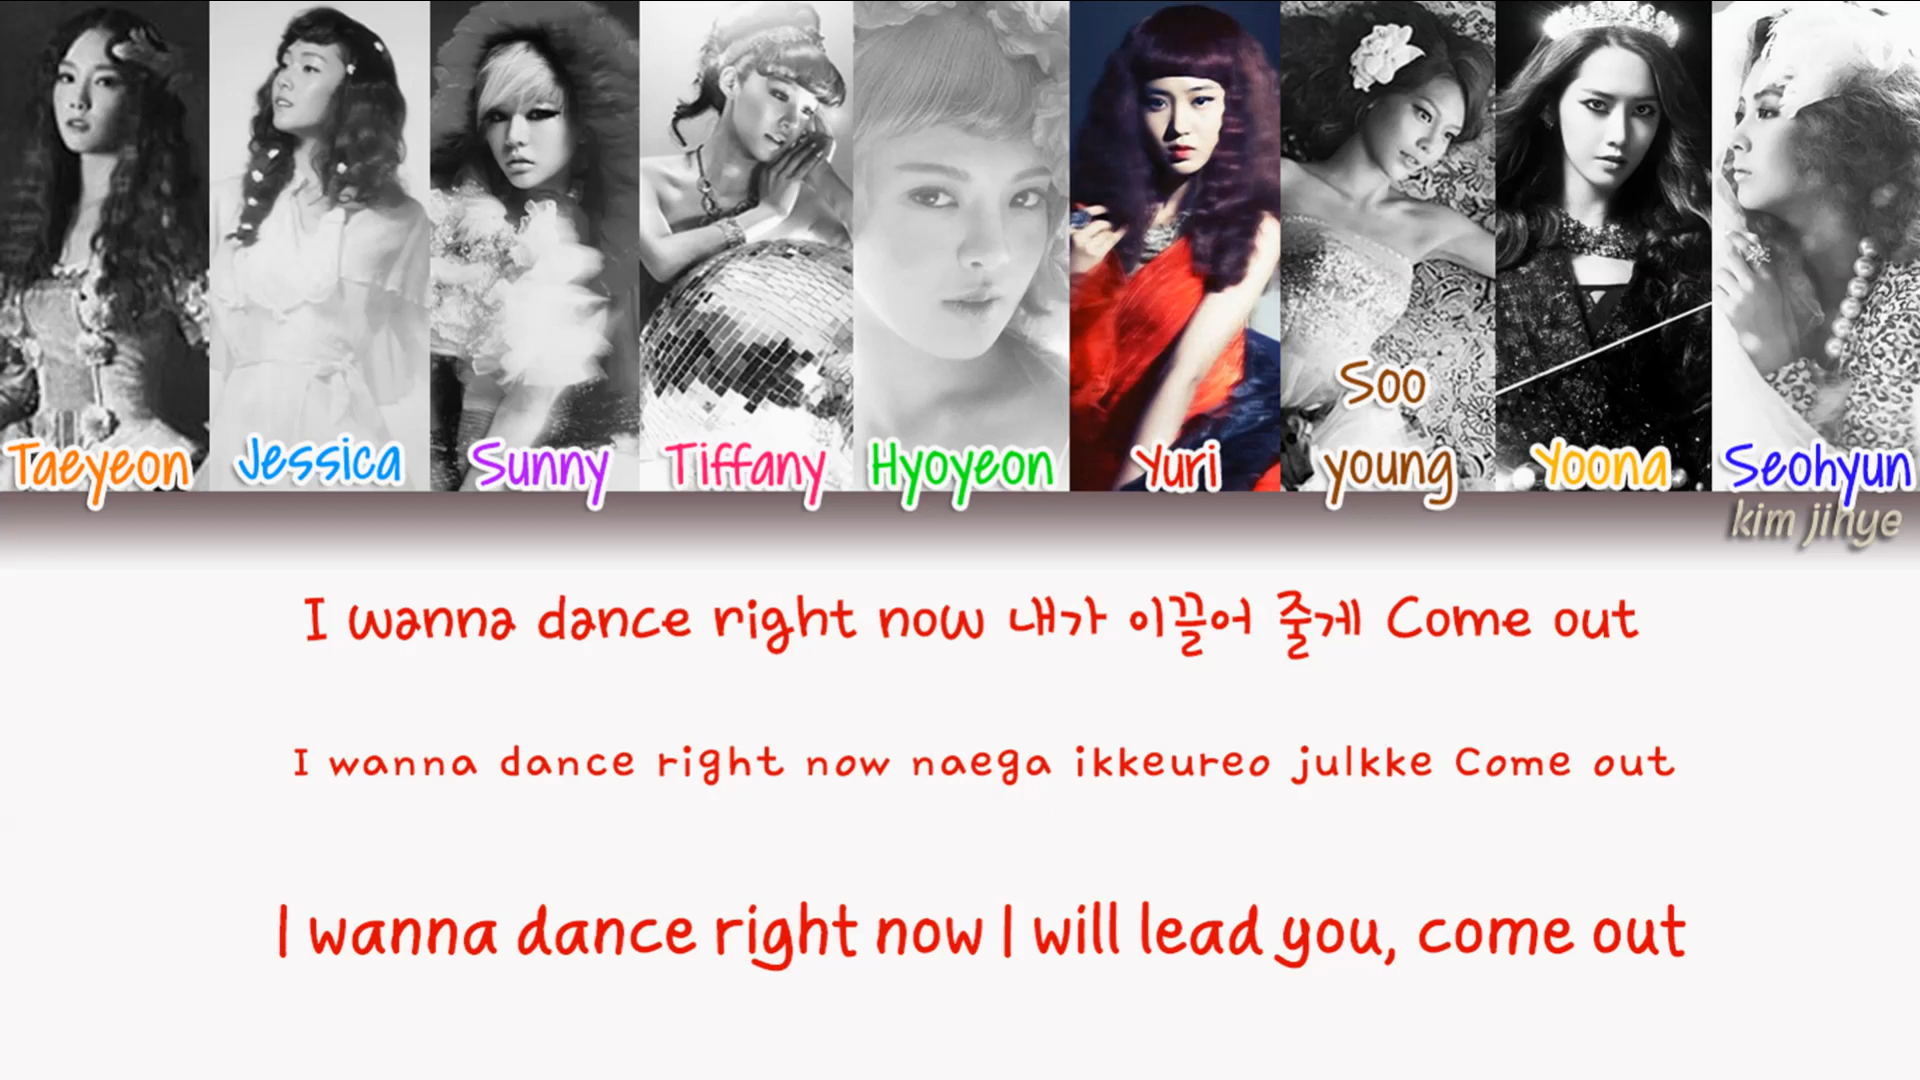 Taeyeon
Jessica
Sunny
Tiffany
Hyoyeon
Yuri
Soo
young
Yoona
Seohyun
kim jihye
I wanna dance right now 내가 이끌어 줄게 Come out
I wanna dance right now naega ikkeureo julkke Come out
I wanna dance right now I will lead you, come out